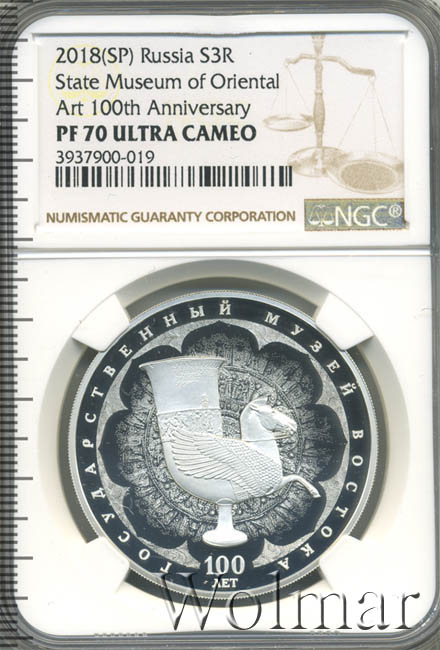 2018(SP) Russia S3R
State Museum of Oriental
Art 100th Anniversary
PF 70 ULTRA CAMEO
3937900-019
NUMISMATIC GUARANTY CORPORATION
NGC®
ГОСУДАРСТВЕННЫЙ МУЗЕЙ ВОСТОКА
100
ЛЕТ
Wolmar